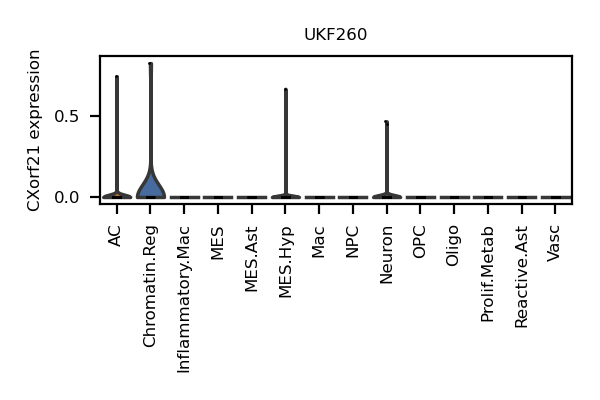 UKF260
CXorf21 expression
0.5
0.0
AC
Chromatin.Reg
Inflammatory.Mac
MES
MES.Ast
MES.Hyp
Mac
NPC
Neuron
OPC
Oligo
Prolif.Metab
Reactive.Ast
Vasc